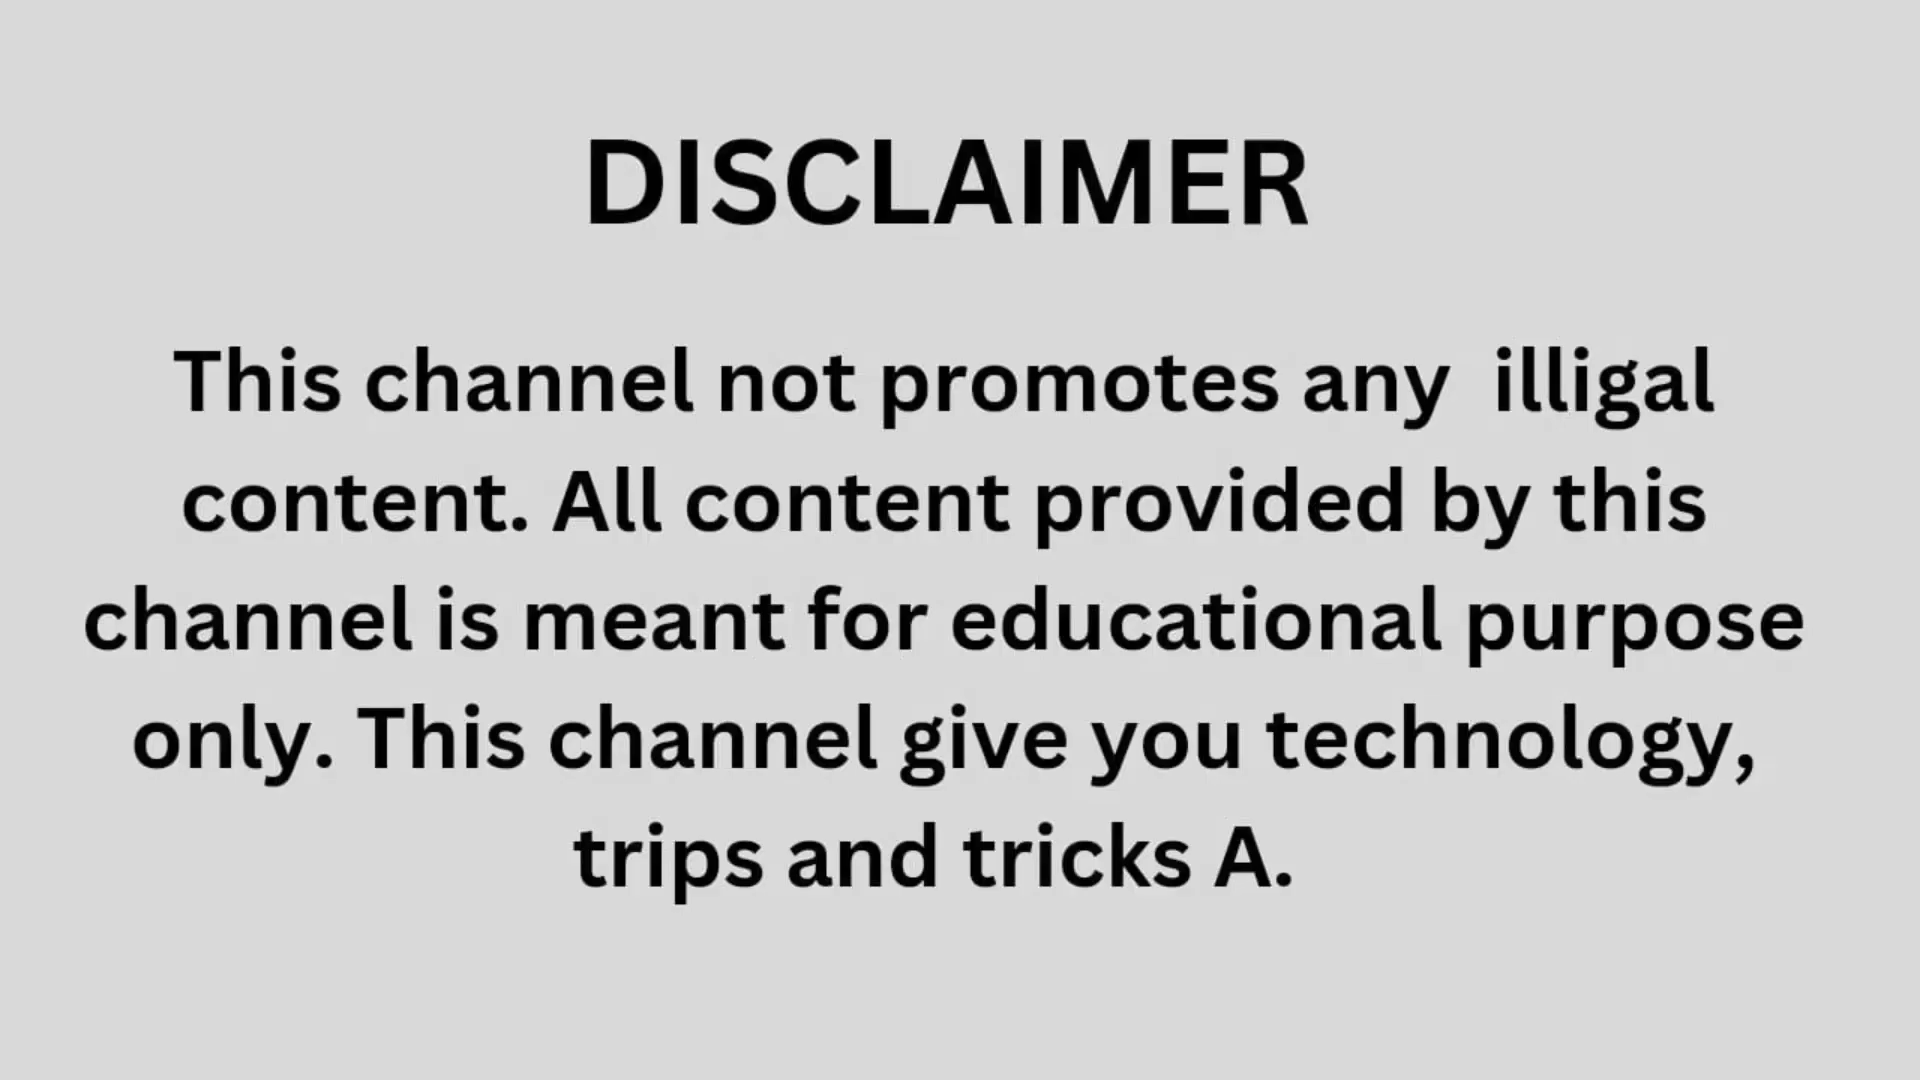 DISCLAIMER
This channel not promotes any  illigal
content. All content provided by this
channel is meant for educational purpose
only. This channel give you technology,
trips and tricks A.